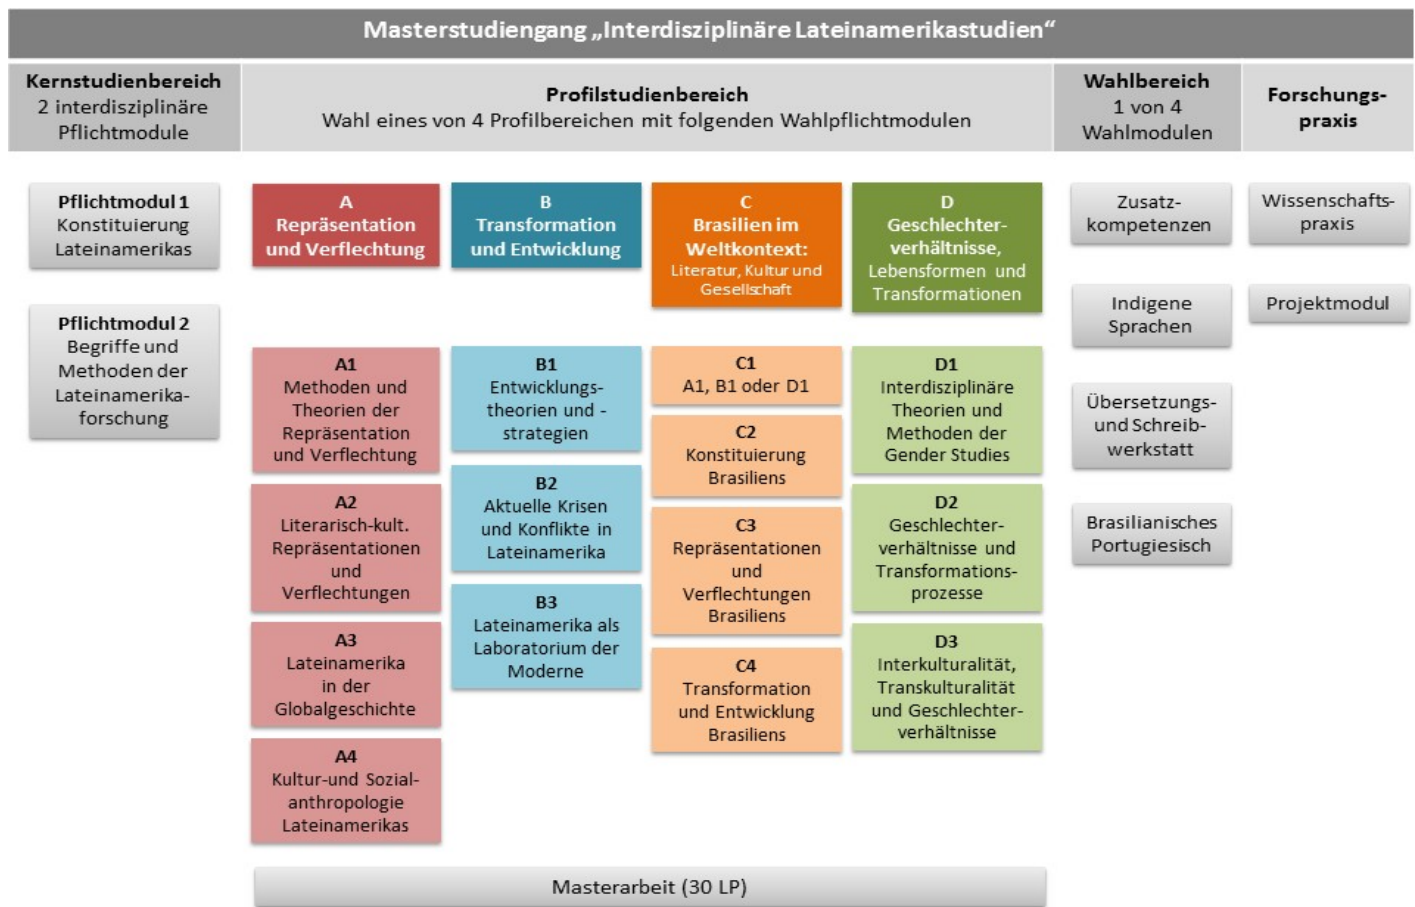 Masterstudiengang „Interdisziplinäre Lateinamerikastudien“
Kernstudienbereich
2 interdisziplinäre
Pflichtmodule
Profilstudienbereich
Wahl eines von 4 Profilbereichen mit folgenden Wahlpflichtmodulen
Wahlbereich
1 von 4
Wahlmodulen
Forschungs-
praxis
Pflichtmodul 1
Konstituierung
Lateinamerikas
Pflichtmodul 2
Begriffe und
Methoden der
Lateinamerika-
forschung
A
Repräsentation
und Verflechtung
A1
Methoden und
Theorien der
Repräsentation
und Verflechtung
A2
Literarisch-kult.
Repräsentationen
und
Verflechtungen
A3
Lateinamerika
in der
Globalgeschichte
A4
Kultur-und Sozial-
anthropologie
Lateinamerikas
B
Transformation
und Entwicklung
B1
Entwicklungs-
theorien und -
strategien
B2
Aktuelle Krisen
und Konflikte in
Lateinamerika
B3
Lateinamerika als
Laboratorium der
Moderne
C
Brasilien im
Weltkontext:
Literatur, Kultur und
Gesellschaft
C1
A1, B1 oder D1
C2
Konstituierung
Brasiliens
C3
Repräsentationen
und
Verflechtungen
Brasiliens
C4
Transformation
und Entwicklung
Brasiliens
D
Geschlechter-
verhältnisse,
Lebensformen und
Transformationen
D1
Interdisziplinäre
Theorien und
Methoden der
Gender Studies
D2
Geschlechter-
verhältnisse und
Transformations-
prozesse
D3
Interkulturalität,
Transkulturalität
und Geschlechter-
verhältnisse
Zusatz-
kompetenzen
Indigene
Sprachen
Übersetzungs-
und Schreib-
werkstatt
Brasilianisches
Portugiesisch
Wissenschafts-
praxis
Projektmodul
Masterarbeit (30 LP)